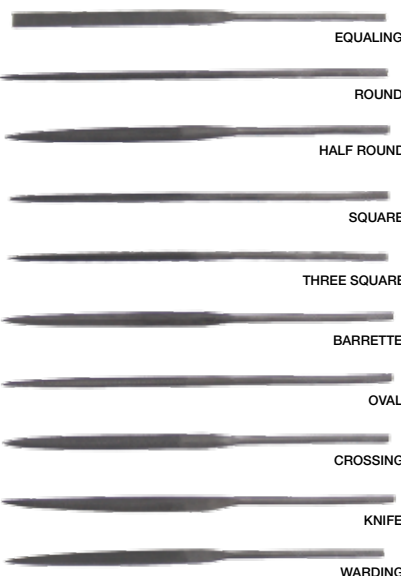 EQUALING
ROUND
HALF ROUND
SQUARE
THREE SQUARE
BARRETTE
OVAL
CROSSING
KNIFE
WARDING